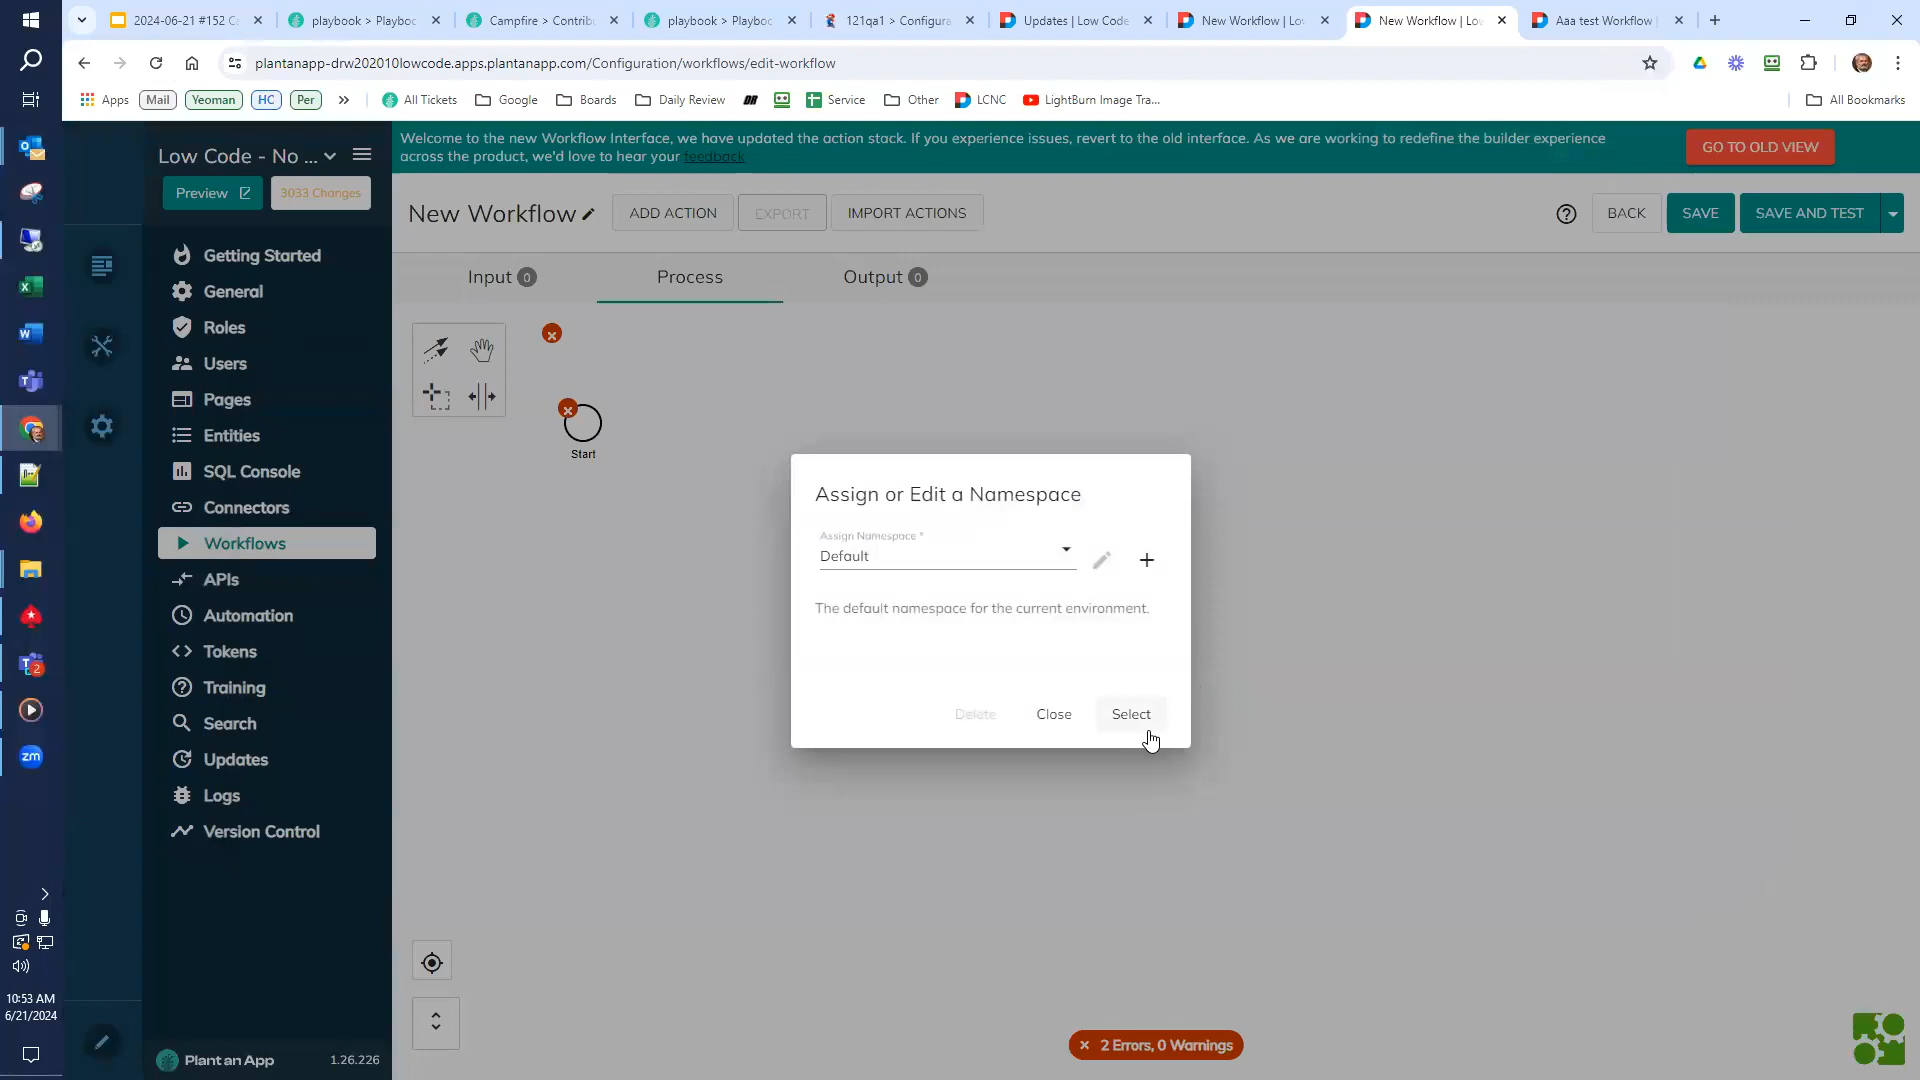 2024-06-21 #152 Ca
playbook > Playboo
Campfire > Contribu
playbook > Playboo
121qa1 > Configura
Updates | Low Code
New Workflow | Lo
New Workflow | Lo
Aaa test Workflow |
plantanapp-drw202010lowcode.apps.plantanapp.com/Configuration/workflows/edit-workflow
Apps
Mail
Yeoman
HC
Per
All Tickets
Google
Boards
Daily Review
Service
Other
LCNC
LightBurn Image Tra...
All Bookmarks
Low Code - No ...
Preview
3033 Changes
Welcome to the new Workflow Interface, we have updated the action stack. If you experience issues, revert to the old interface. As we are working to redefine the builder experience
across the product, we'd love to hear your feedback
GO TO OLD VIEW
New Workflow
ADD ACTION
EXPORT
IMPORT ACTIONS
BACK
SAVE
SAVE AND TEST
Input 0
Process
Output 0
Getting Started
General
Roles
Users
Pages
Entities
SQL Console
Connectors
Workflows
APIs
Automation
Tokens
Training
Search
Updates
Logs
Version Control
Start
Assign or Edit a Namespace
Assign Namespace *
Default
The default namespace for the current environment.
Delete
Close
Select
2 Errors, 0 Warnings
Plant an App
1.26.226
zm
2
10:53 AM
6/21/2024